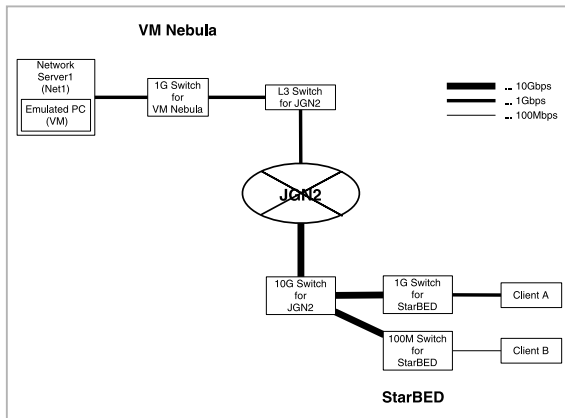 VM Nebula
Network
Server1
(Net1)
Emulated PC
(VM)
1G Switch
for
VM Nebula
L3 Switch
for JGN2
.. 10Gbps
.. 1Gbps
.. 100Mbps
JGN2
10G Switch
for
JGN2
1G Switch
for
StarBED
Client A
100M Switch
for
StarBED
Client B
StarBED